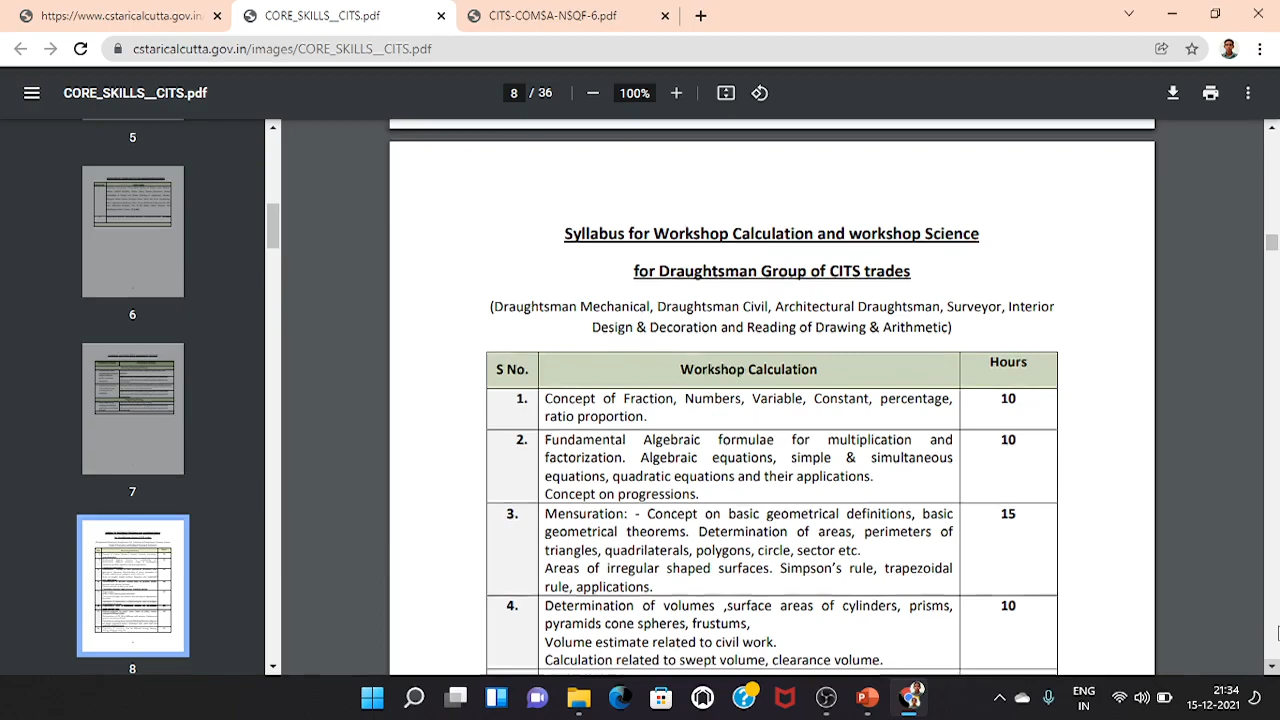 https://www.cstaricalcutta.gov.in
CORE_SKILLS__CITS.pdf
CITS-COMSA-NSQF-6.pdf
cstaricalcutta.gov.in/images/CORE_SKILLS__CITS.pdf
CORE_SKILLS__CITS.pdf
8 / 36
100%
5
6
7
8
Syllabus for Workshop Calculation and workshop Science
for Draughtsman Group of CITS trades
(Draughtsman Mechanical, Draughtsman Civil, Architectural Draughtsman, Surveyor, Interior
Design & Decoration and Reading of Drawing & Arithmetic)
S No. Workshop Calculation Hours
1. Concept of Fraction, Numbers, Variable, Constant, percentage, 10
ratio proportion.
2. Fundamental Algebraic formulae for multiplication and 10
factorization. Algebraic equations, simple & simultaneous
equations, quadratic equations and their applications.
Concept on progressions.
3. Mensuration: - Concept on basic geometrical definitions, basic 15
geometrical theorems. Determination of areas, perimeters of
triangles, quadrilaterals, polygons, circle, sector etc.
Areas of irregular shaped surfaces. Simpson's rule, trapezoidal
rule, applications.
4. Determination of volumes ,surface areas of cylinders, prisms, 10
pyramids cone spheres, frustums,
Volume estimate related to civil work.
Calculation related to swept volume, clearance volume.
ENG
IN
21:34
15-12-2021